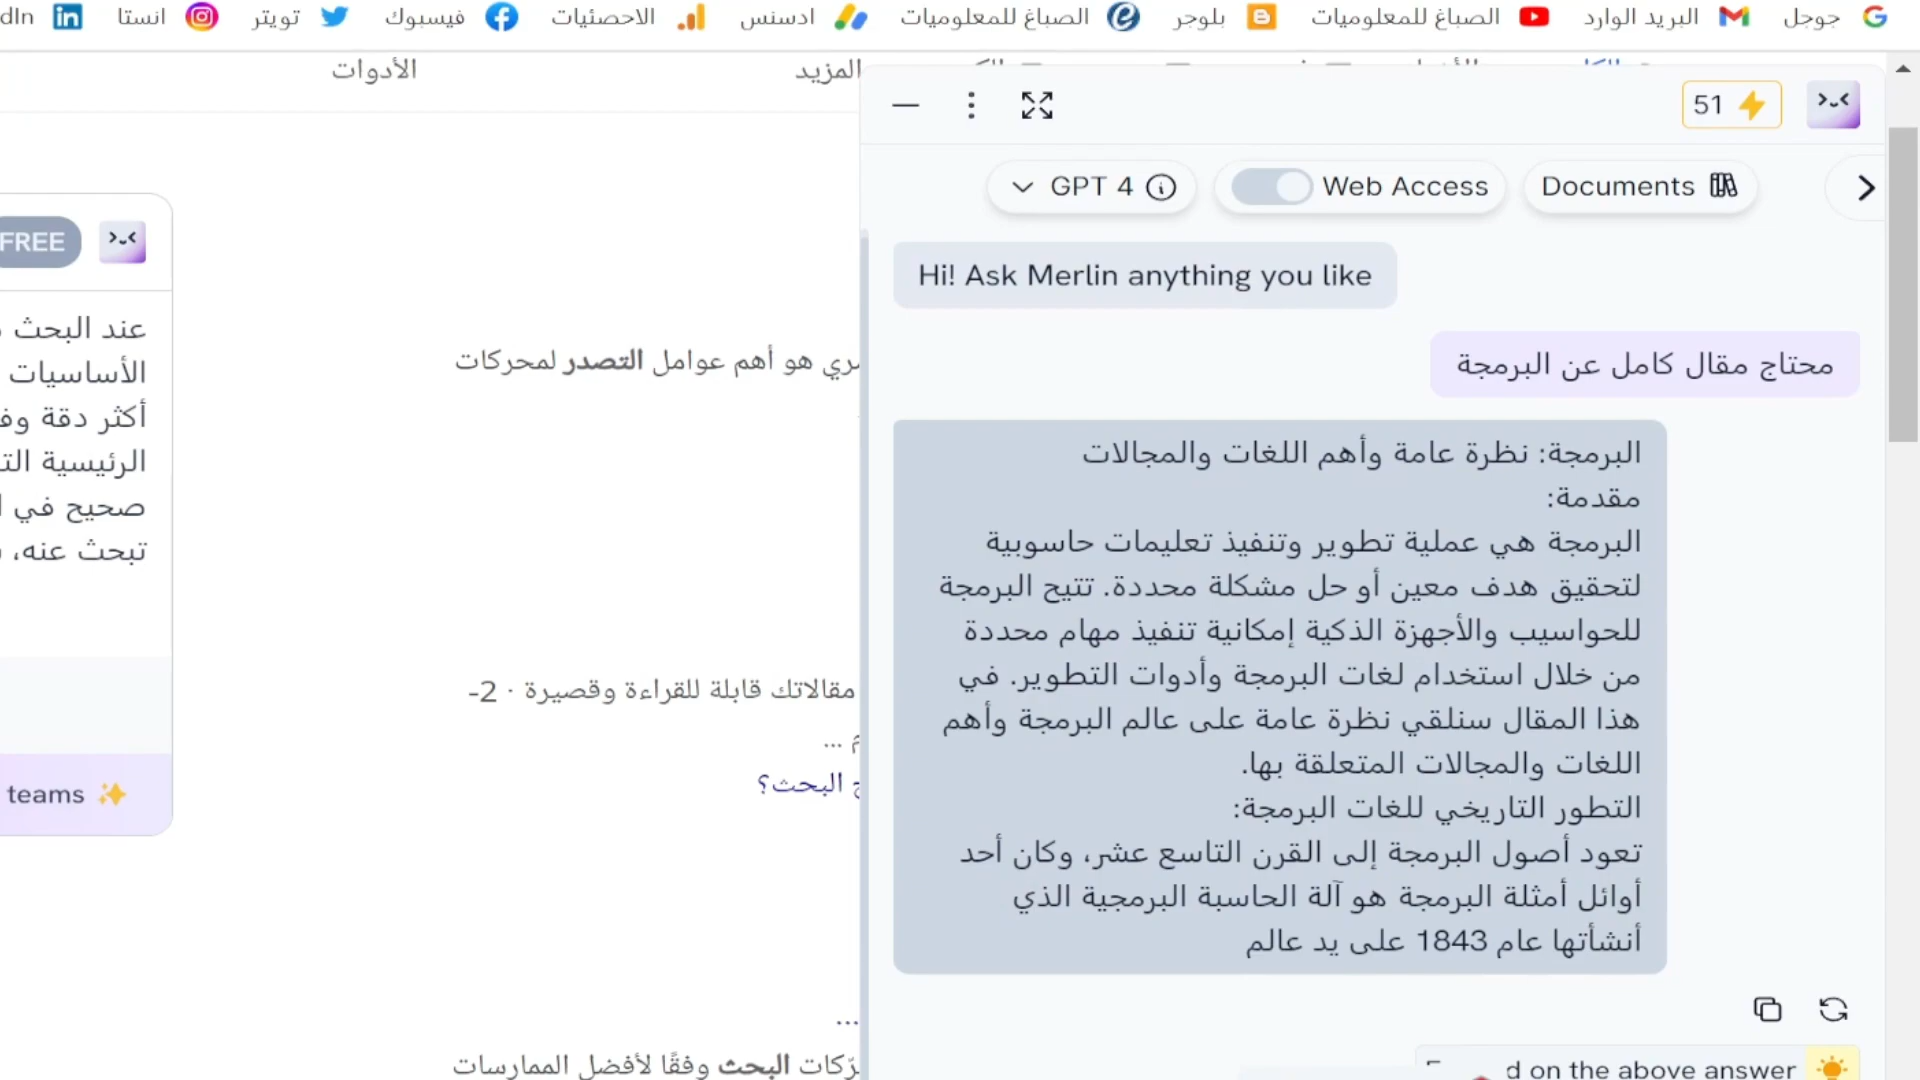 جوجل
البريد الوارد
الصباغ للمعلوميات
بلوجر
الصباغ للمعلوميات
ادسنس
الاحصئيات
فيسبوك
تويتر
انستا
dln
المزيد
الأدوات
51
GPT 4
Web Access
Documents
Hi! Ask Merlin anything you like
محتاج مقال كامل عن البرمجة
البرمجة: نظرة عامة وأهم اللغات والمجالات
مقدمة:
البرمجة هي عملية تطوير وتنفيذ تعليمات حاسوبية
لتحقيق هدف معين أو حل مشكلة محددة. تتيح البرمجة
للحواسيب والأجهزة الذكية إمكانية تنفيذ مهام محددة
من خلال استخدام لغات البرمجة وأدوات التطوير. في
هذا المقال سنلقي نظرة عامة على عالم البرمجة وأهم
اللغات والمجالات المتعلقة بها.
التطور التاريخي للغات البرمجة:
تعود أصول البرمجة إلى القرن التاسع عشر، وكان أحد
أوائل أمثلة البرمجة هو آلة الحاسبة البرمجية الذي
أنشأتها عام 1843 على يد عالم
d on the above answer
هو أهم عوامل التصدر لمحركات
مقالاتك قابلة للقراءة وقصيرة · 2-
...
البحث؟
...
البحث وفقًا لأفضل الممارسات
FREE
عند البحث
الأساسيات
أكثر دقة
الرئيسية
صحيح في
تبحث عنه،
teams